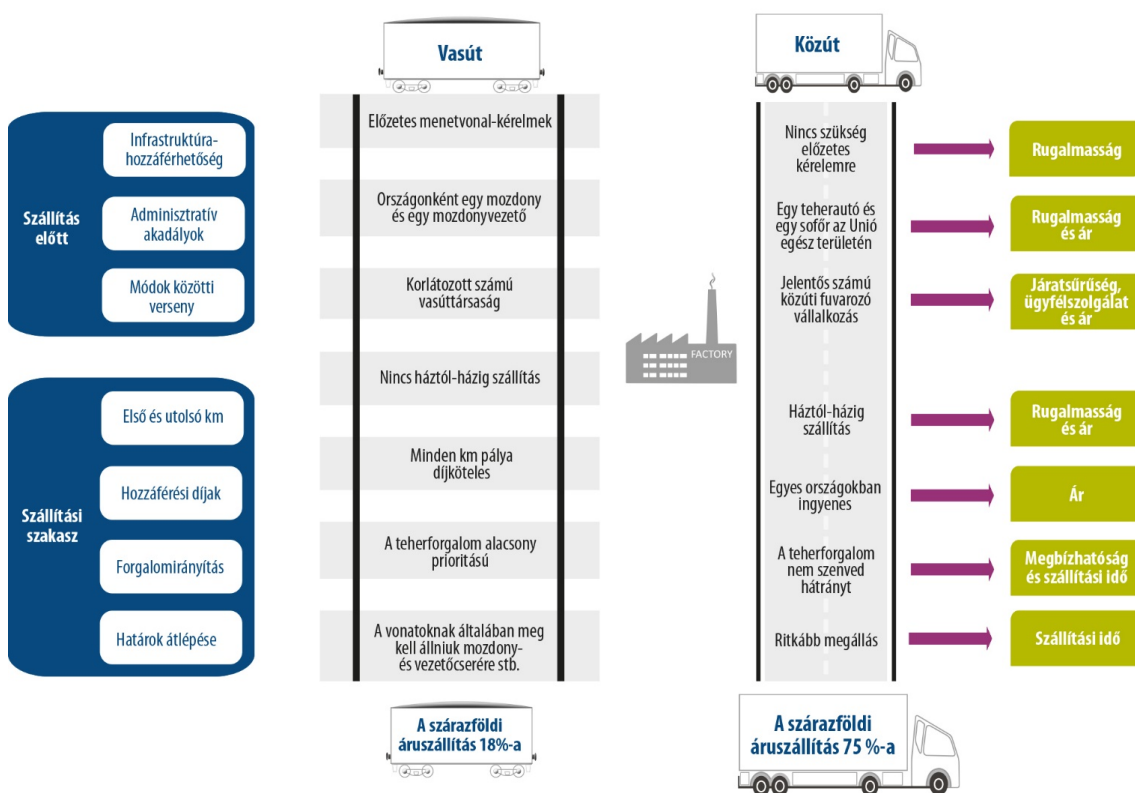 Vasút
Közút
Szállítás
előtt
Infrastruktúra-
hozzáférhetőség
Előzetes menetvonal-kérelmek
Nincs szükség
előzetes
kérelemre
Rugalmasság
Adminisztratív
akadályok
Országonként egy mozdony
és egy mozdonyvezető
Egy teherautó és
egy sofőr az Unió
egész területén
Rugalmasság
és ár
Módok közötti
verseny
Korlátozott számú
vasúttársaság
Jelentős számú
közúti fuvarozó
vállalkozás
Járatsűrűség,
ügyfélszolgálat
és ár
FACTORY
Szállítási
szakasz
Első és utolsó km
Nincs háztól-házig szállítás
Háztól-házig
szállítás
Rugalmasság
és ár
Hozzáférési díjak
Minden km pálya
díjköteles
Egyes országokban
ingyenes
Ár
Forgalomirányítás
A teherforgalom alacsony
prioritású
A teherforgalom
nem szenved
hátrányt
Megbízhatóság
és szállítási idő
Határok átlépése
A vonatoknak általában meg
kell állniuk mozdony-
és vezetőcserére stb.
Ritkább megállás
Szállítási idő
A szárazföldi
áruszállítás 18%-a
A szárazföldi
áruszállítás 75 %-a